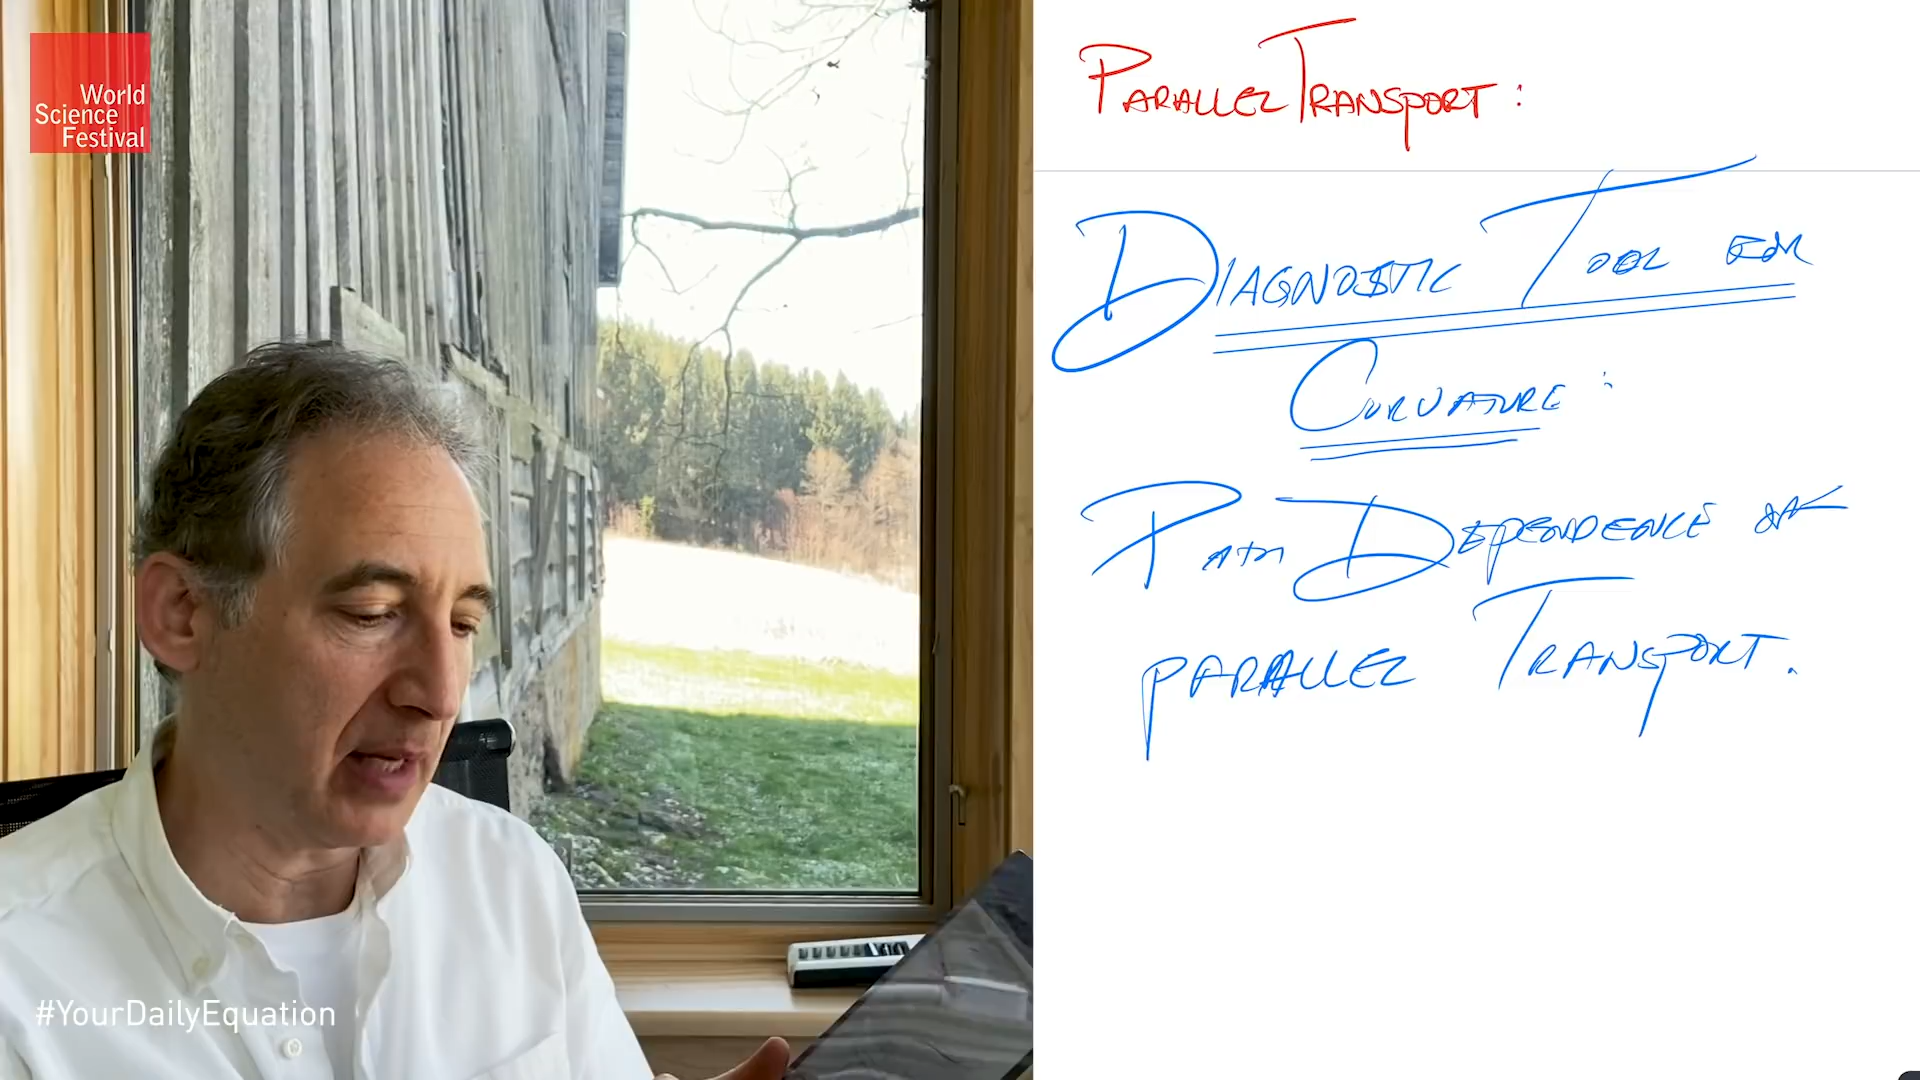 World
Science
Festival
#YourDailyEquation
PARALLEL TRANSPORT:
DIAGNOSTIC TOOL FOR
CURVATURE:
PATH DEPENDENCE OF
PARALLEL TRANSPORT.